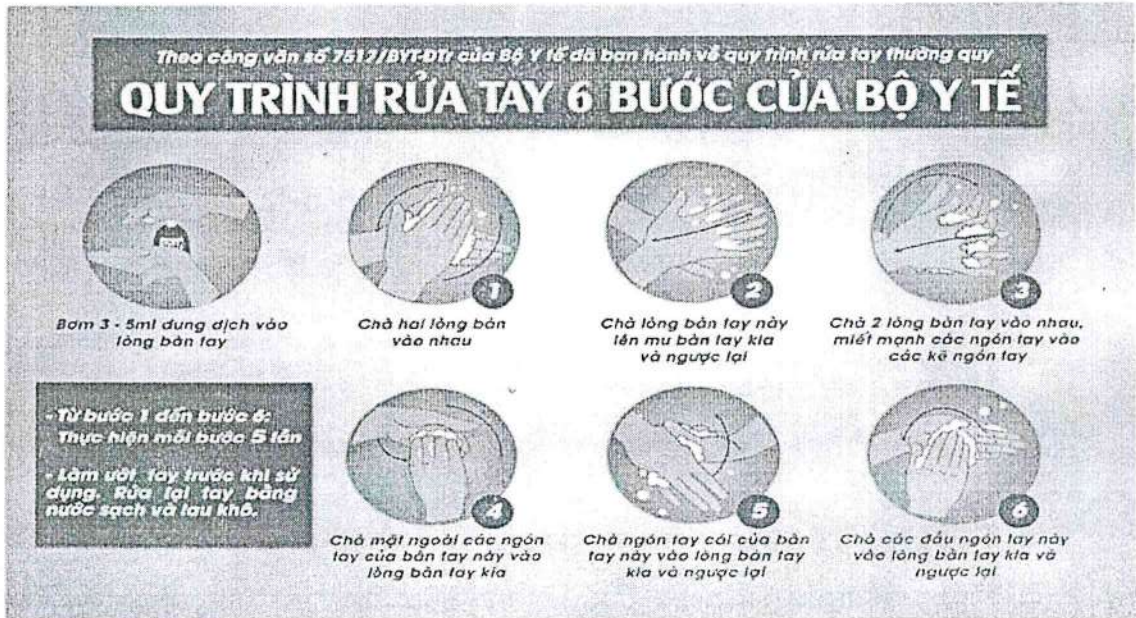 Theo công văn số 7517/BYT-ĐTr của Bộ Y tế đã ban hành về quy trình rửa tay thường quy
QUY TRÌNH RỬA TAY 6 BƯỚC CỦA BỘ Y TẾ
Bơm 3 - 5ml dung dịch vào
lòng bàn tay
1
Chà hai lòng bàn
vào nhau
2
Chà lòng bàn tay này
lên mu bàn tay kia
và ngược lại
3
Chà 2 lòng bàn tay vào nhau,
miết mạnh các ngón tay vào
các kẽ ngón tay
- Từ bước 1 đến bước 6:
Thực hiện mỗi bước 5 lần
- Làm ướt tay trước khi sử
dụng. Rửa lại tay bằng
nước sạch và lau khô.
4
Chà mặt ngoài các ngón
tay của bàn tay này vào
lòng bàn tay kia
5
Chà ngón tay cái của bàn
tay này vào lòng bàn tay
kia và ngược lại
6
Chà các đầu ngón tay này
vào lòng bàn tay kia và
ngược lại